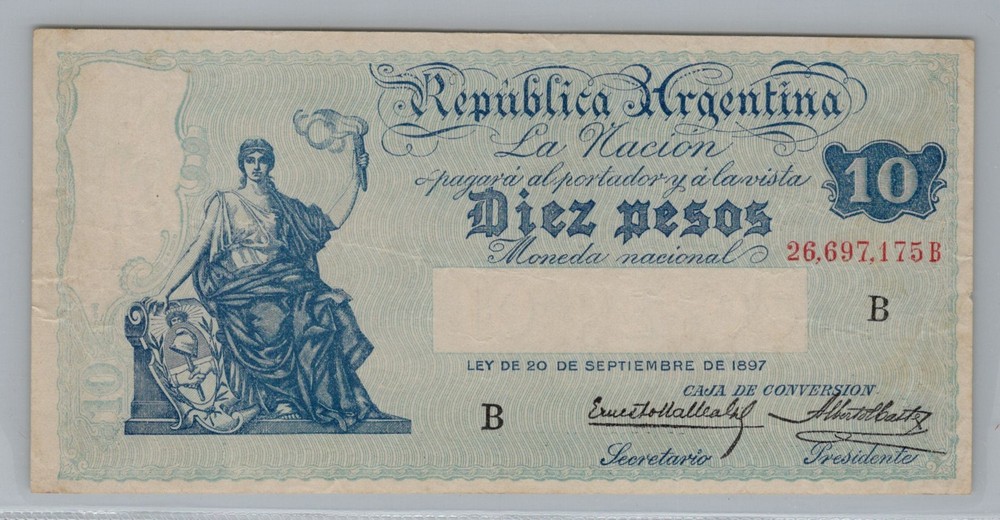 República Argentina
La Nación
pagará al portador y á la vista
10
Diez pesos
Moneda nacional
26,697,175 B
B
LEY DE 20 DE SEPTIEMBRE DE 1897
CAJA DE CONVERSION
B
Secretario
Presidente
10